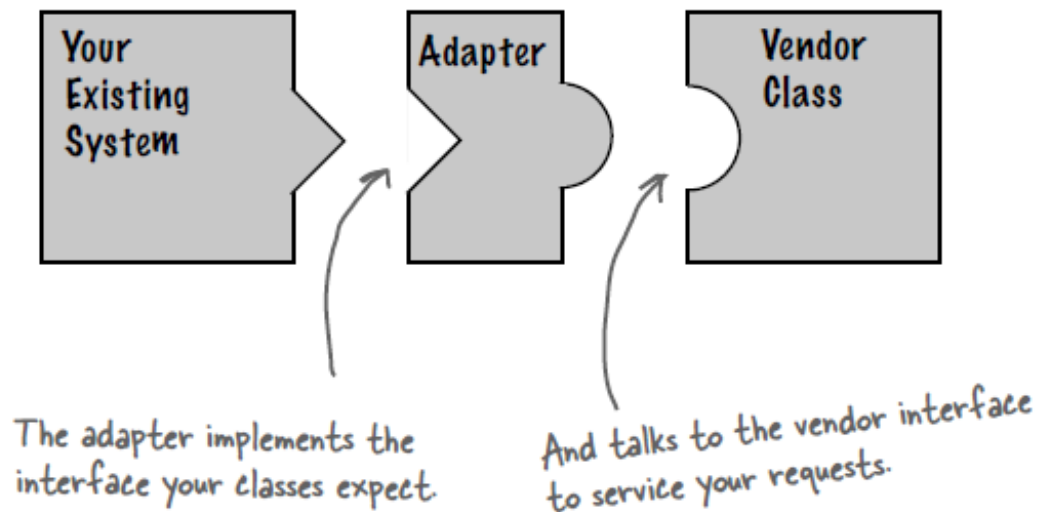 Your
Existing
System
Adapter
Vendor
Class
The adapter implements the
interface your classes expect.
And talks to the vendor interface
to service your requests.